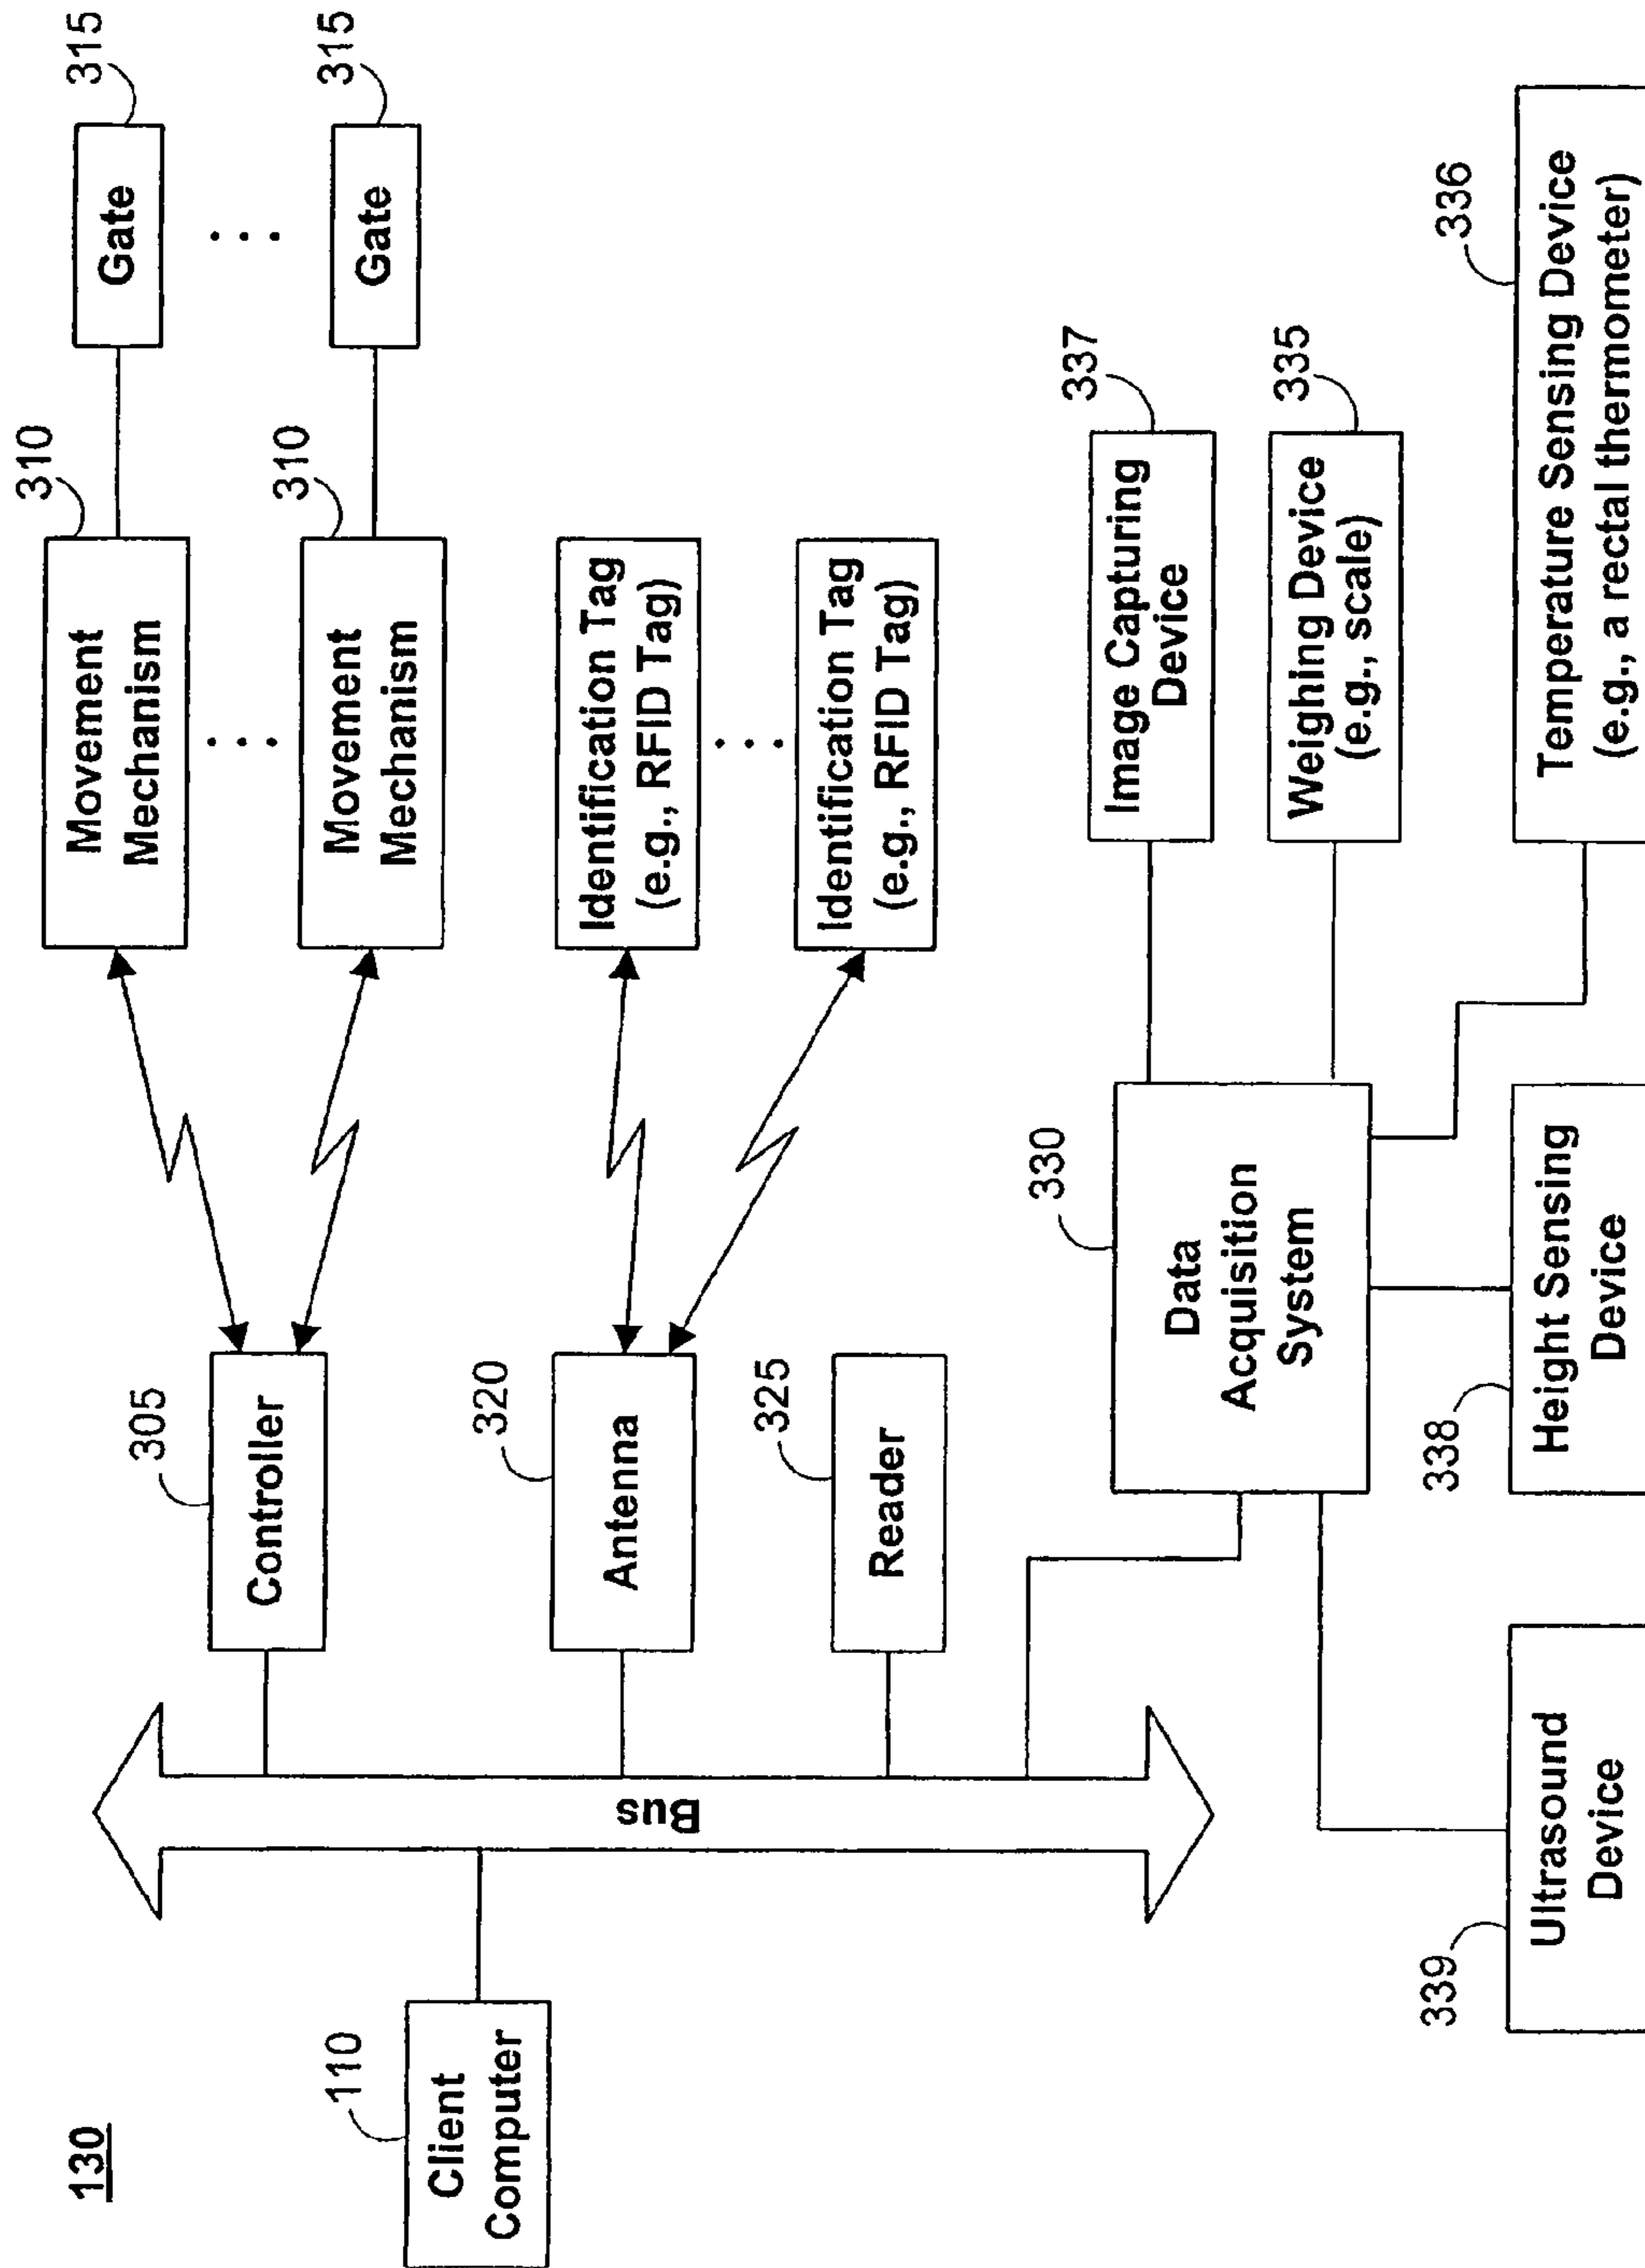 130
110
Client
Computer
Bus
305
Controller
320
Antenna
325
Reader
310
Movement
Mechanism
315
Gate
. . .
. . .
310
Movement
Mechanism
315
Gate
Identification Tag
(e.g., RFID Tag)
. . .
Identification Tag
(e.g., RFID Tag)
330
Data
Acquisition
System
337
Image Capturing
Device
335
Weighing Device
(e.g., scale)
336
Temperature Sensing Device
(e.g., a rectal thermometer)
338
Height Sensing
Device
339
Ultrasound
Device